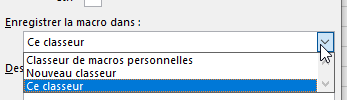 Enregistrer la macro dans :
Ce classeur
Classeur de macros personnelles
Nouveau classeur
Ce classeur